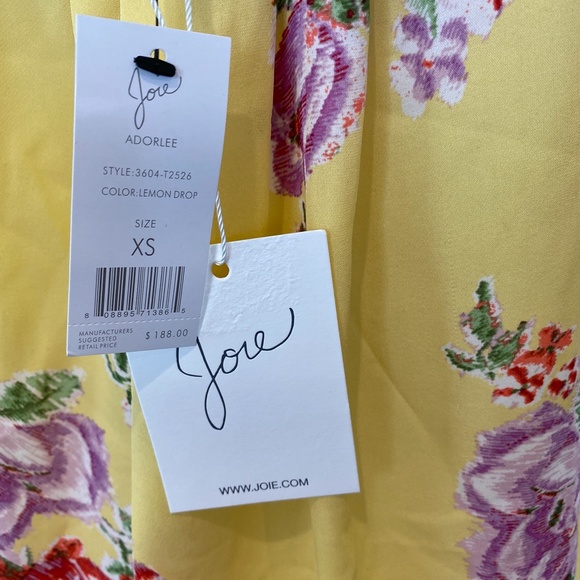 Joie
ADORLEE
STYLE:3604-T2526
COLOR:LEMON DROP
SIZE
XS
8 08895 71386 5
MANUFACTURERS
SUGGESTED
RETAIL PRICE
$ 188.00
Joie
WWW.JOIE.COM